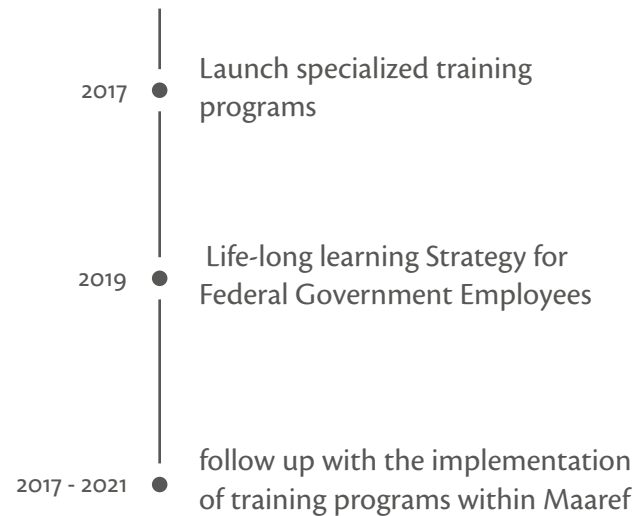 2017
Launch specialized training
programs
2019
Life-long learning Strategy for
Federal Government Employees
2017 - 2021
follow up with the implementation
of training programs within Maaref